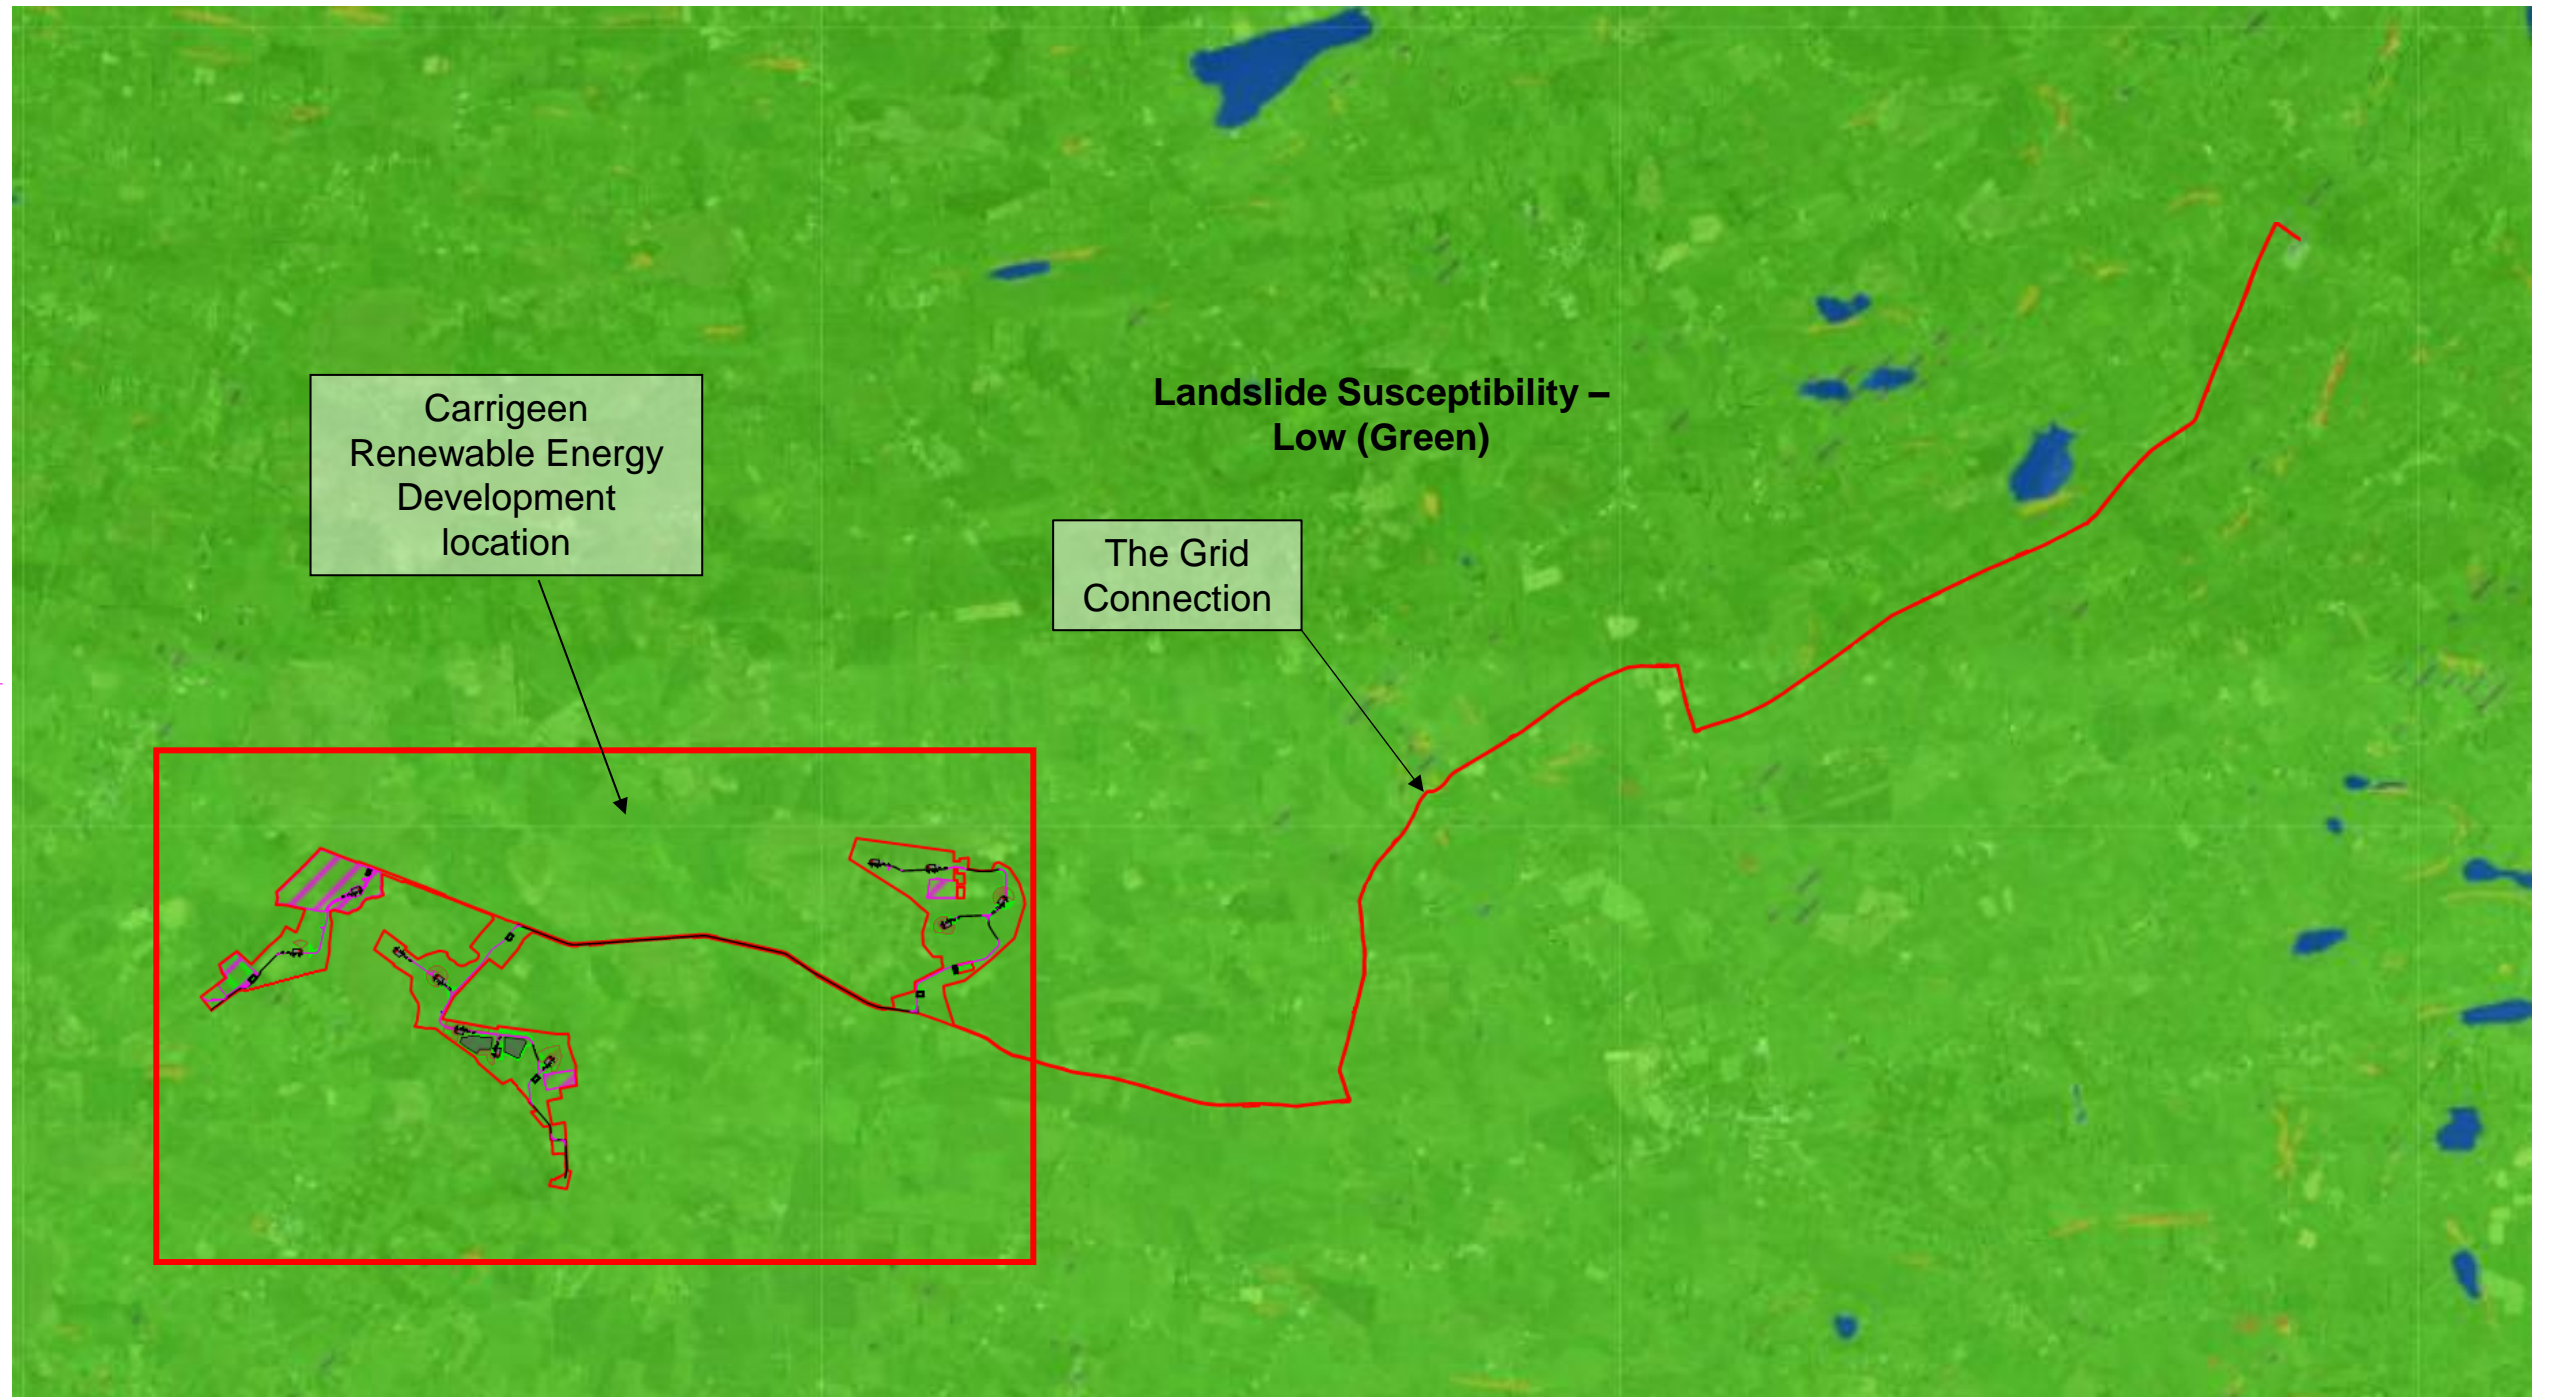 Carrigeen
Renewable Energy
Development
location
Landslide Susceptibility –
Low (Green)
The Grid
Connection